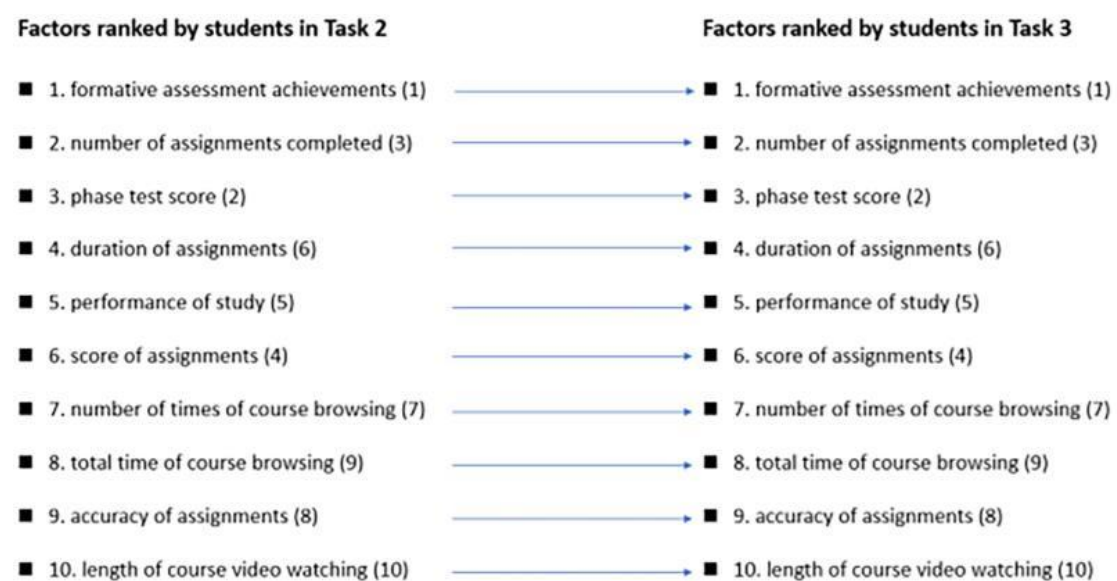 Factors ranked by students in Task 2
■ 1. formative assessment achievements (1)
■ 2. number of assignments completed (3)
■ 3. phase test score (2)
■ 4. duration of assignments (6)
■ 5. performance of study (5)
■ 6. score of assignments (4)
■ 7. number of times of course browsing (7)
■ 8. total time of course browsing (9)
■ 9. accuracy of assignments (8)
■ 10. length of course video watching (10)
Factors ranked by students in Task 3
■ 1. formative assessment achievements (1)
■ 2. number of assignments completed (3)
■ 3. phase test score (2)
■ 4. duration of assignments (6)
■ 5. performance of study (5)
■ 6. score of assignments (4)
■ 7. number of times of course browsing (7)
■ 8. total time of course browsing (9)
■ 9. accuracy of assignments (8)
■ 10. length of course video watching (10)